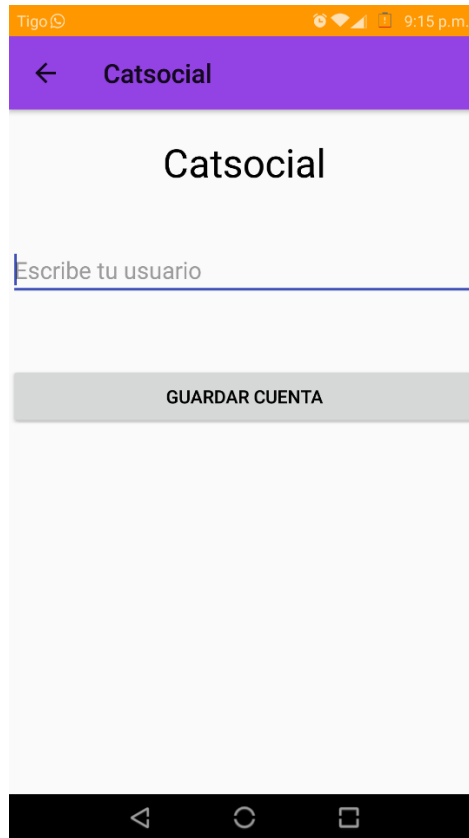 Tigo 9:15 p.m.
Catsocial
Catsocial
Escribe tu usuario
GUARDAR CUENTA